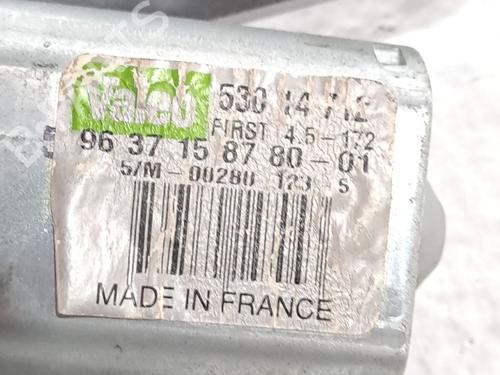 Valeo 530 14 712
FIRST 4.5-172
96 37 15 87 80-01
S/M-00280 123 S
MADE IN FRANCE